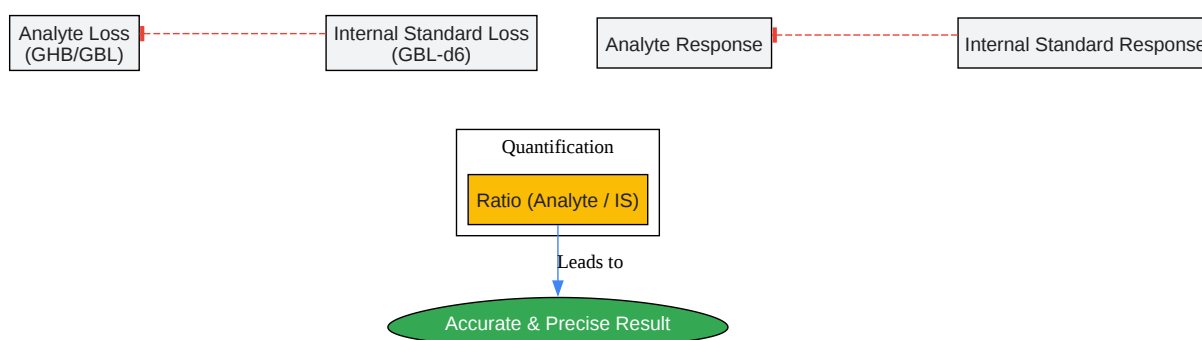 Analyte Loss
(GHB/GBL)
Internal Standard Loss
(GBL-d6)
Analyte Response
Internal Standard Response
Quantification
Ratio (Analyte / IS)
Leads to
Accurate & Precise Result